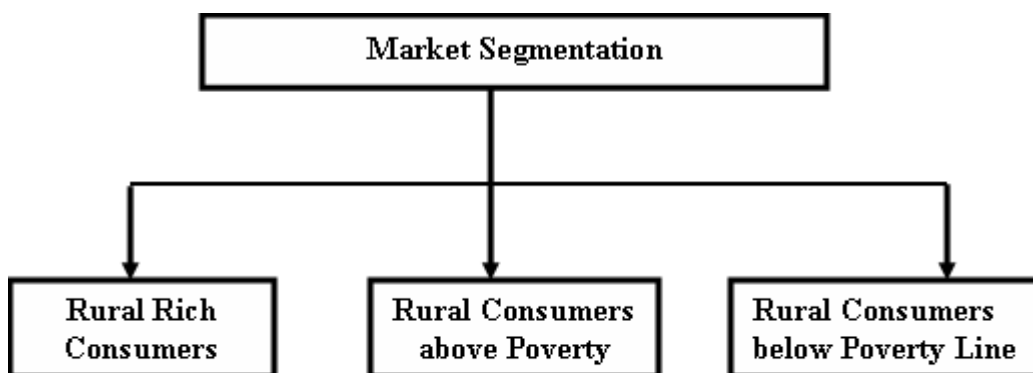 Market Segmentation
Rural Rich
Consumers
Rural Consumers
above Poverty
Rural Consumers
below Poverty Line